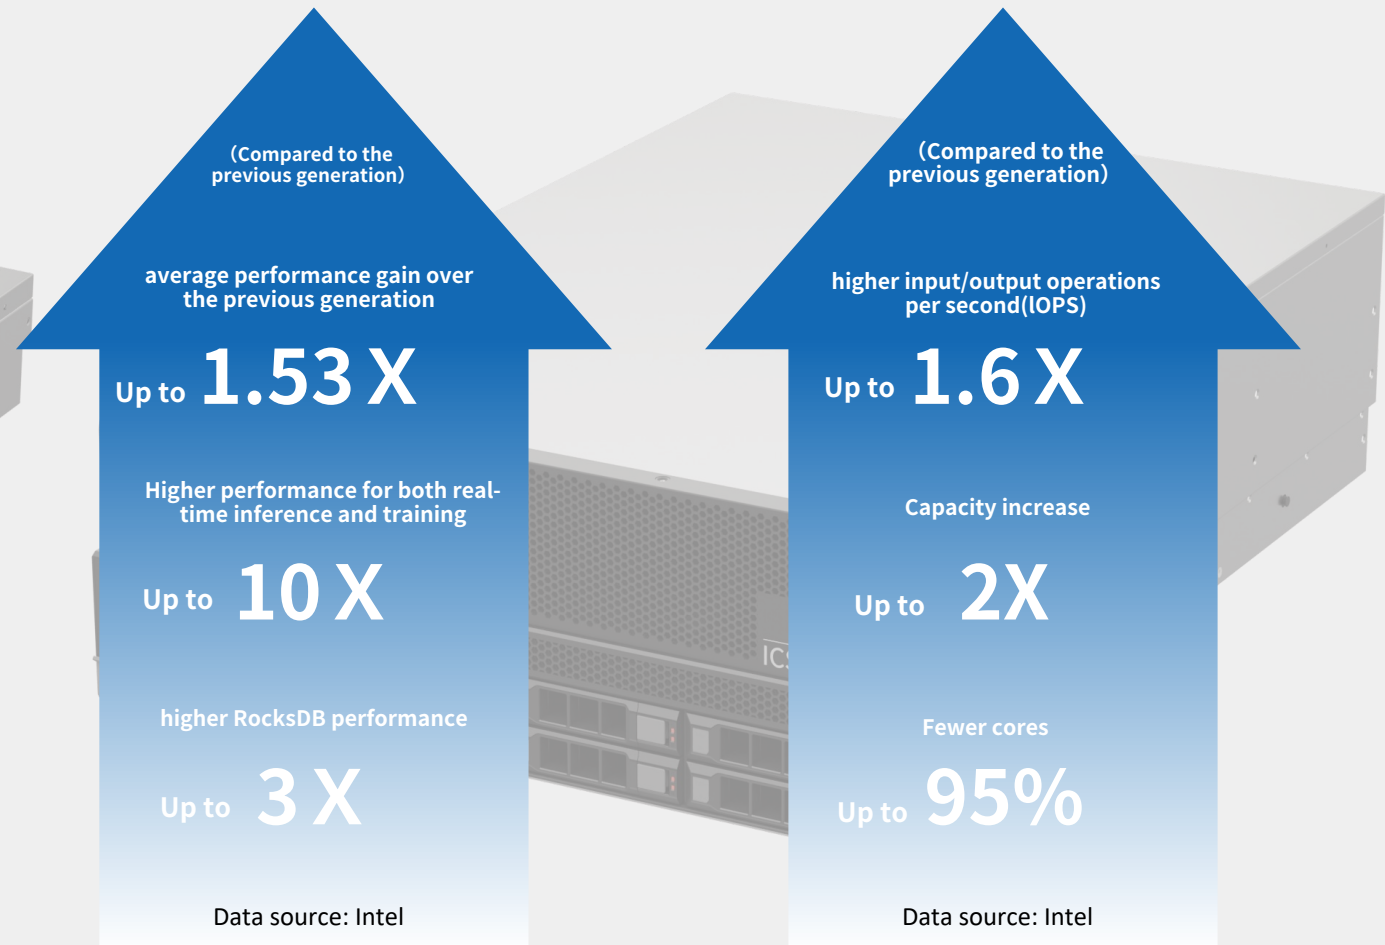 （Compared to the
previous generation）
average performance gain over
the previous generation
Up to 1.53 X
Higher performance for both real-
time inference and training
Up to 10 X
higher RocksDB performance
Up to 3 X
Data source: Intel
（Compared to the
previous generation）
higher input/output operations
per second(lOPS)
Up to 1.6 X
Capacity increase
Up to 2X
Fewer cores
Up to 95%
Data source: Intel